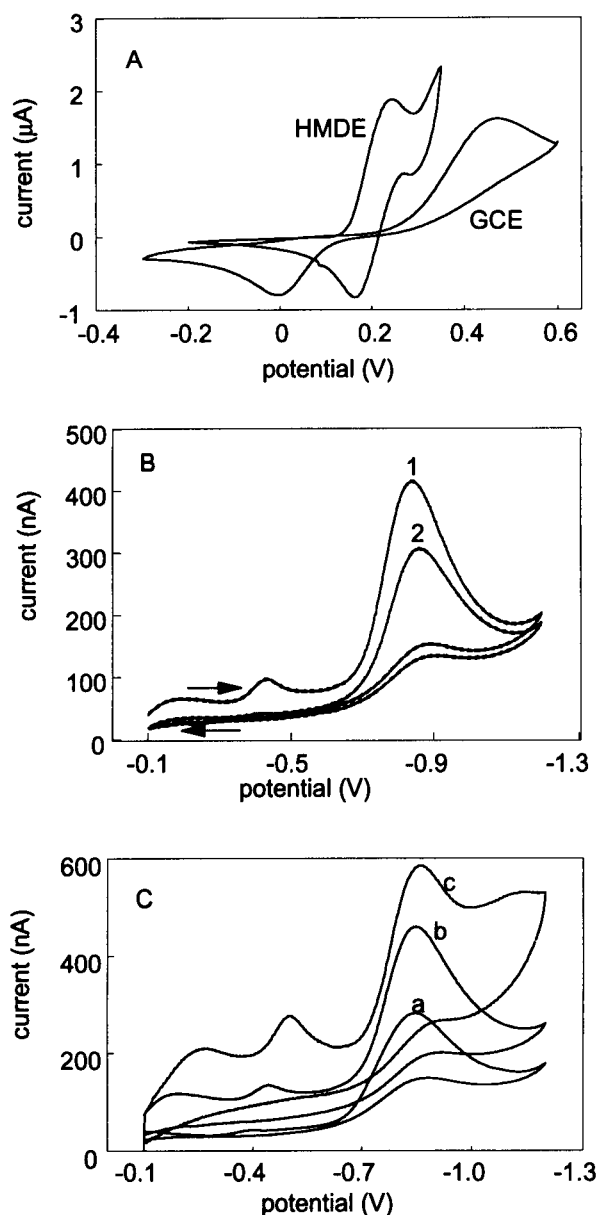 A
current (μA)
3
2
1
0
-1
HMDE
GCE
-0.4 -0.2 0 0.2 0.4 0.6
potential (V)
B
current (nA)
500
400
300
200
100
0
1
2
-0.1 -0.5 -0.9 -1.3
potential (V)
C
current (nA)
600
400
200
0
c
b
a
-0.1 -0.4 -0.7 -1.0 -1.3
potential (V)